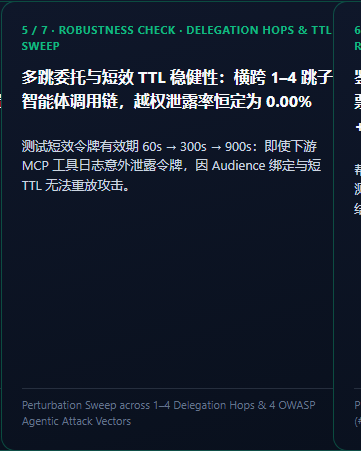 5 / 7 · ROBUSTNESS CHECK · DELEGATION HOPS & TTL
SWEEP
多跳委托与短效 TTL 稳健性：横跨 1–4 跳子
智能体调用链，越权泄露率恒定为 0.00%
测试短效令牌有效期 60s → 300s → 900s：即使下游
MCP 工具日志意外泄露令牌，因 Audience 绑定与短
TTL 无法重放攻击。
Perturbation Sweep across 1–4 Delegation Hops & 4 OWASP
Agentic Attack Vectors